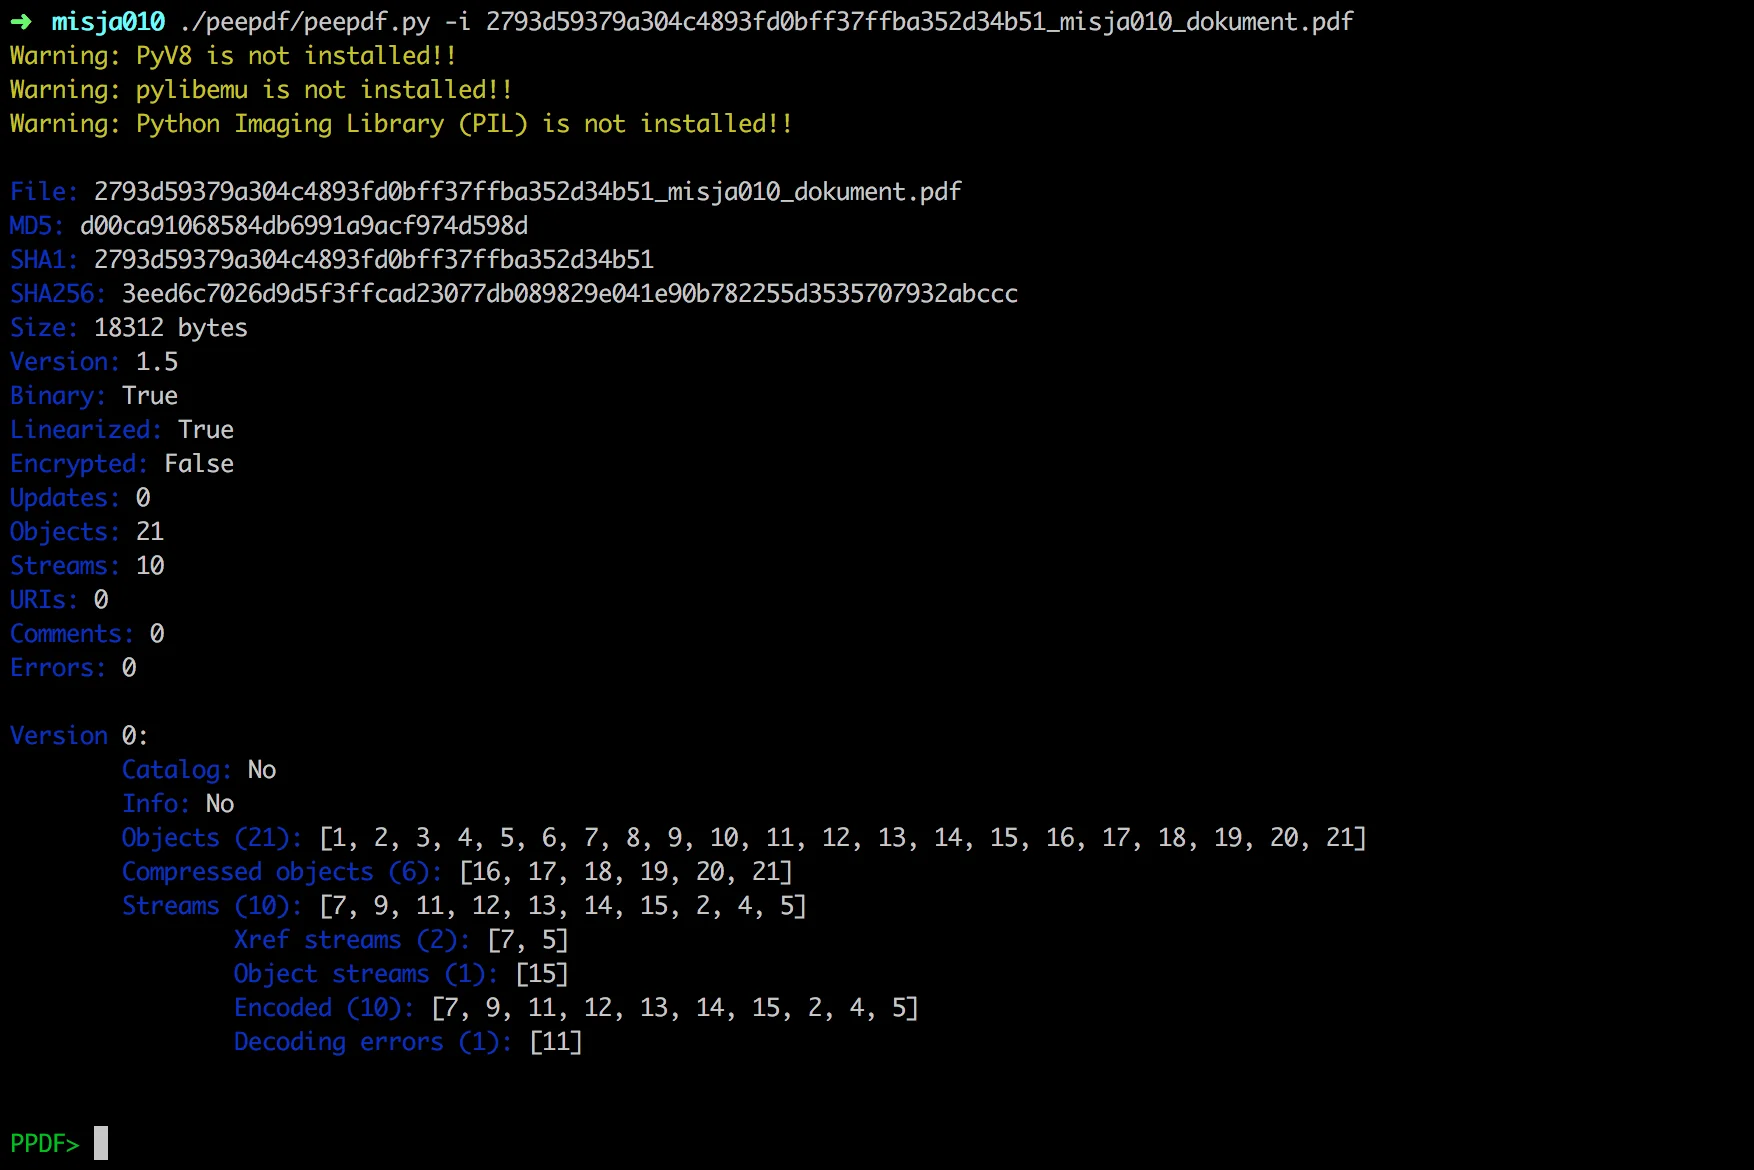 ➜ misja010 ./peepdf/peepdf.py -i 2793d59379a304c4893fd0bff37ffba352d34b51_misja010_dokument.pdf
Warning: PyV8 is not installed!!
Warning: pylibemu is not installed!!
Warning: Python Imaging Library (PIL) is not installed!!
File: 2793d59379a304c4893fd0bff37ffba352d34b51_misja010_dokument.pdf
MD5: d00ca91068584db6991a9acf974d598d
SHA1: 2793d59379a304c4893fd0bff37ffba352d34b51
SHA256: 3eed6c7026d9d5f3ffcad23077db089829e041e90b782255d3535707932abccc
Size: 18312 bytes
Version: 1.5
Binary: True
Linearized: True
Encrypted: False
Updates: 0
Objects: 21
Streams: 10
URIs: 0
Comments: 0
Errors: 0
Version 0:
Catalog: No
Info: No
Objects (21): [1, 2, 3, 4, 5, 6, 7, 8, 9, 10, 11, 12, 13, 14, 15, 16, 17, 18, 19, 20, 21]
Compressed objects (6): [16, 17, 18, 19, 20, 21]
Streams (10): [7, 9, 11, 12, 13, 14, 15, 2, 4, 5]
Xref streams (2): [7, 5]
Object streams (1): [15]
Encoded (10): [7, 9, 11, 12, 13, 14, 15, 2, 4, 5]
Decoding errors (1): [11]
PPDF>